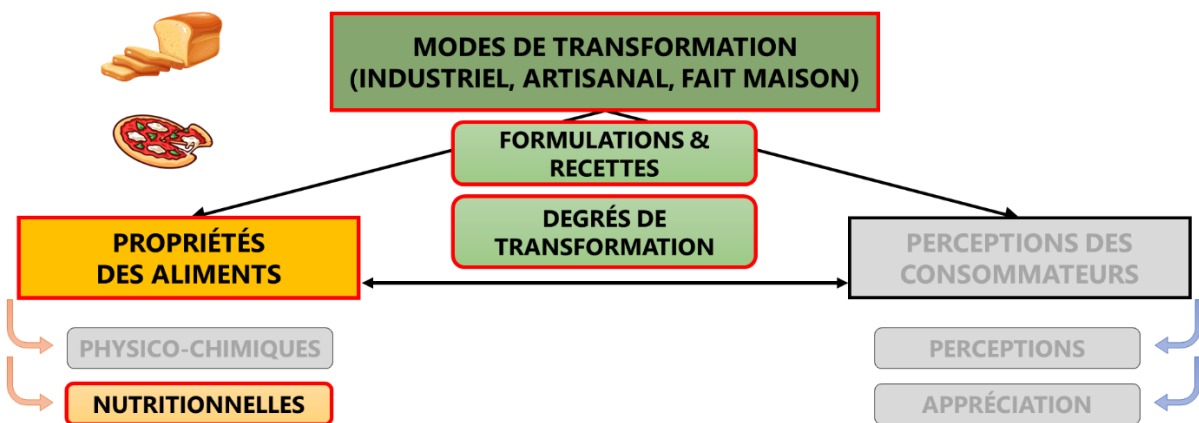 MODES DE TRANSFORMATION
(INDUSTRIEL, ARTISANAL, FAIT MAISON)
FORMULATIONS &
RECETTES
DEGRÉS DE
TRANSFORMATION
PROPRIÉTÉS
DES ALIMENTS
PERCEPTIONS DES
CONSOMMATEURS
PHYSICO-CHIMIQUES
NUTRITIONNELLES
PERCEPTIONS
APPRÉCIATION